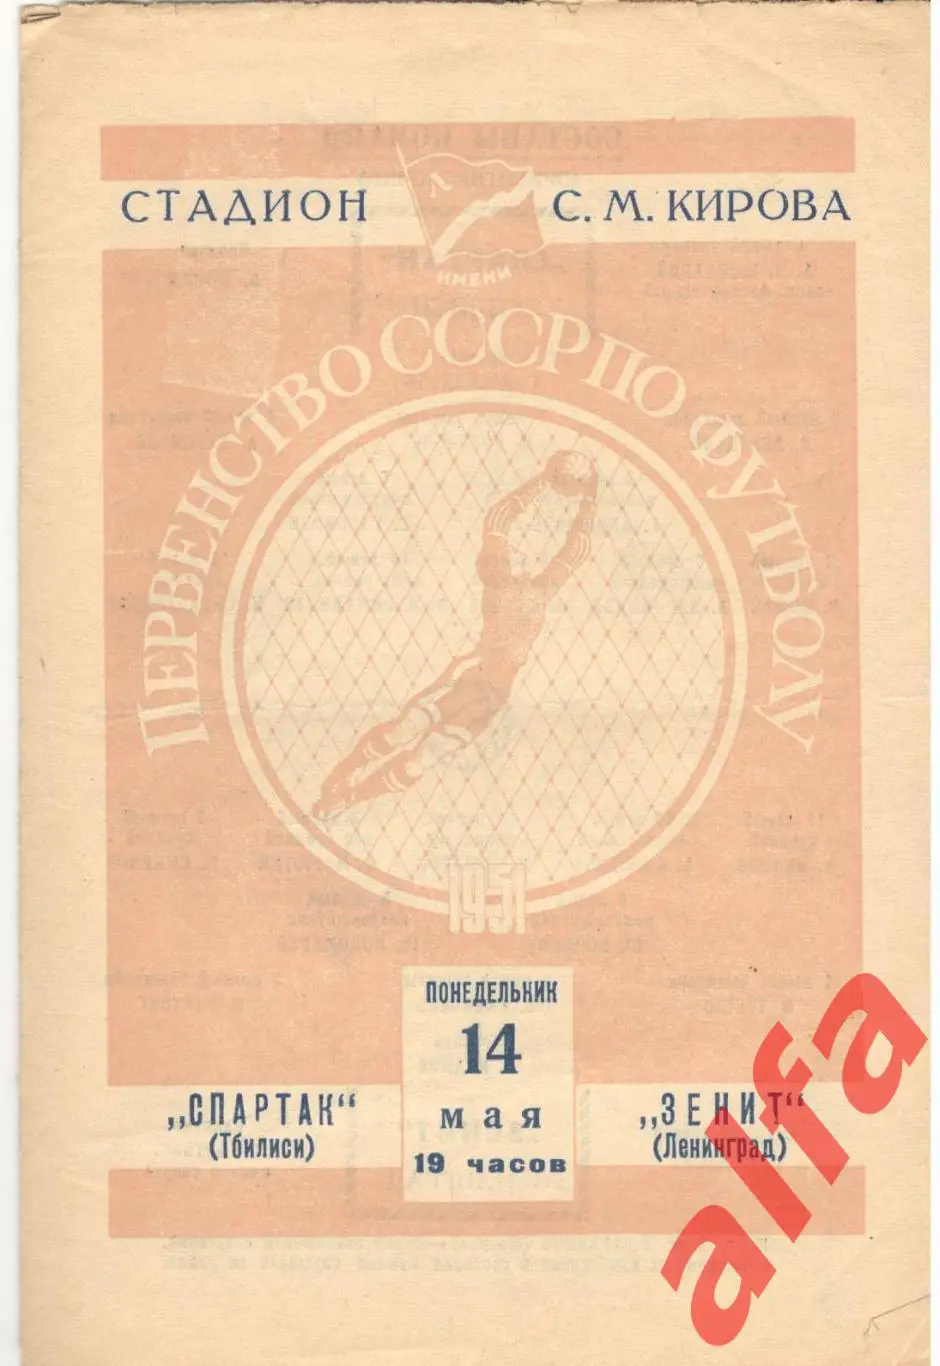 СТАДИОН
Л
ИМЕНИ
С. М. КИРОВА
ПЕРВЕНСТВО СССР ПО ФУТБОЛУ
1951
ПОНЕДЕЛЬНИК
14
мая
19 часов
„СПАРТАК"
(Тбилиси)
„ЗЕНИТ"
(Ленинград)
alfa